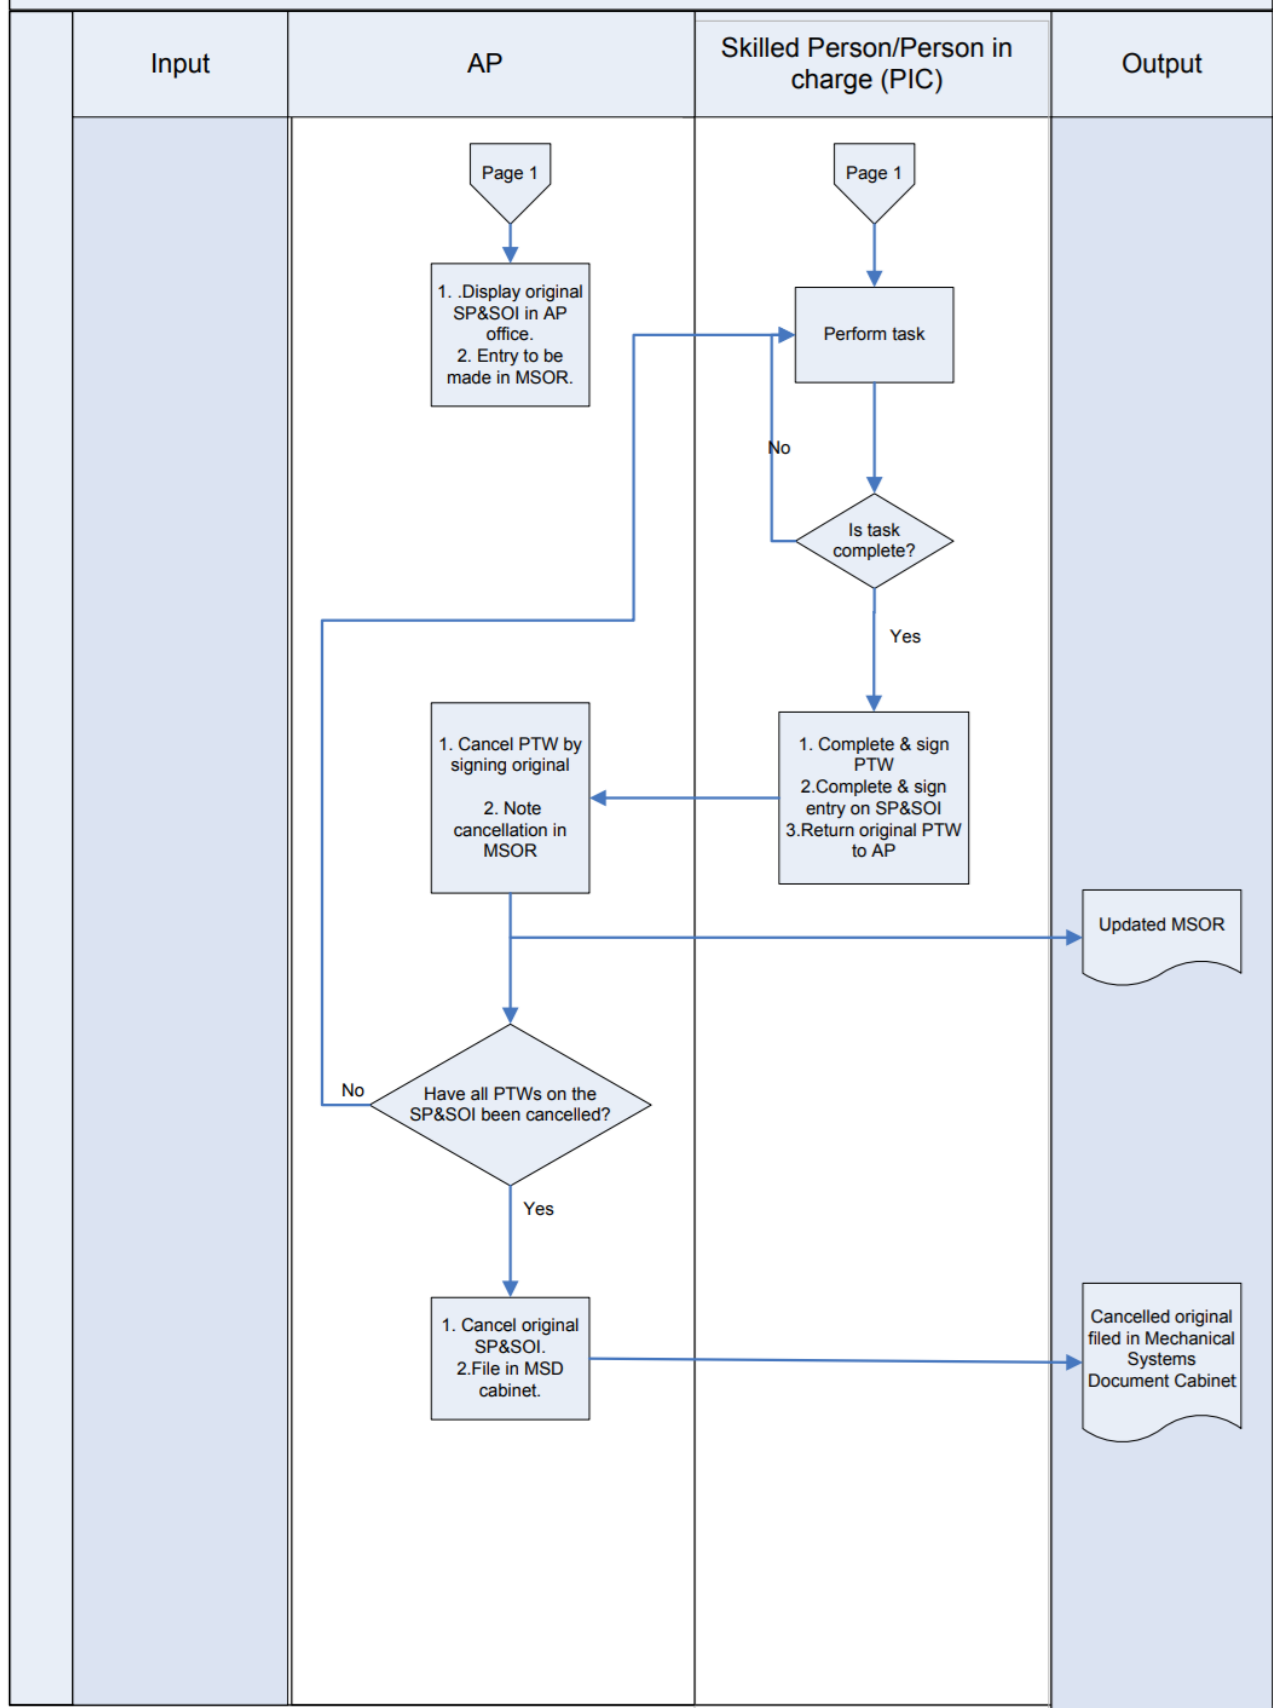 Input
AP
Skilled Person/Person in
charge (PIC)
Output
Page 1
Page 1
1. .Display original
SP&SOI in AP
office.
2. Entry to be
made in MSOR.
Perform task
No
Is task
complete?
Yes
1. Cancel PTW by
signing original
2. Note
cancellation in
MSOR
1. Complete & sign
PTW
2.Complete & sign
entry on SP&SOI
3.Return original PTW
to AP
Updated MSOR
No
Have all PTWs on the
SP&SOI been cancelled?
Yes
1. Cancel original
SP&SOI.
2.File in MSD
cabinet.
Cancelled original
filed in Mechanical
Systems
Document Cabinet